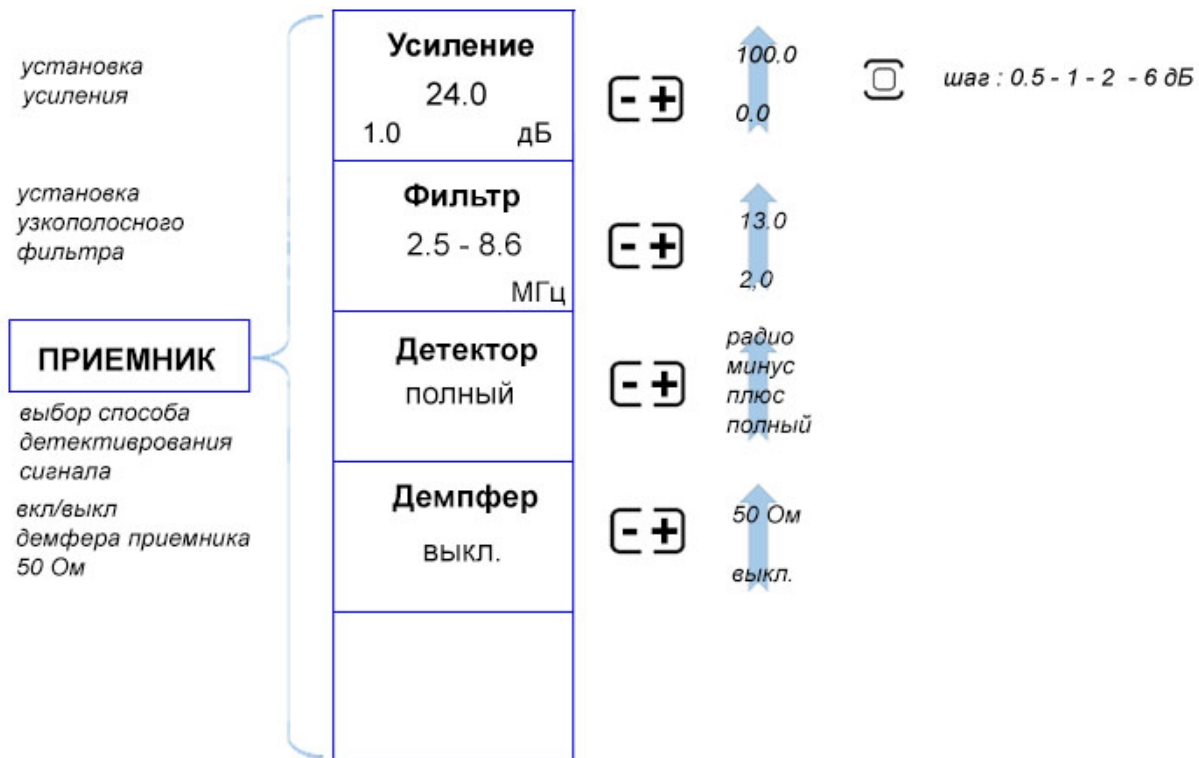 установка
усиления
Усиление
24.0
1.0 дБ
- +
100.0
0.0
шаг : 0.5 - 1 - 2 - 6 дБ
установка
узкополосного
фильтра
Фильтр
2.5 - 8.6
МГц
- +
13.0
2,0
ПРИЕМНИК
выбор способа
детективрования
сигнала
Детектор
полный
- +
радио
минус
плюс
полный
вкл/выкл
демфера приемника
50 Ом
Демпфер
выкл.
- +
50 Ом
выкл.